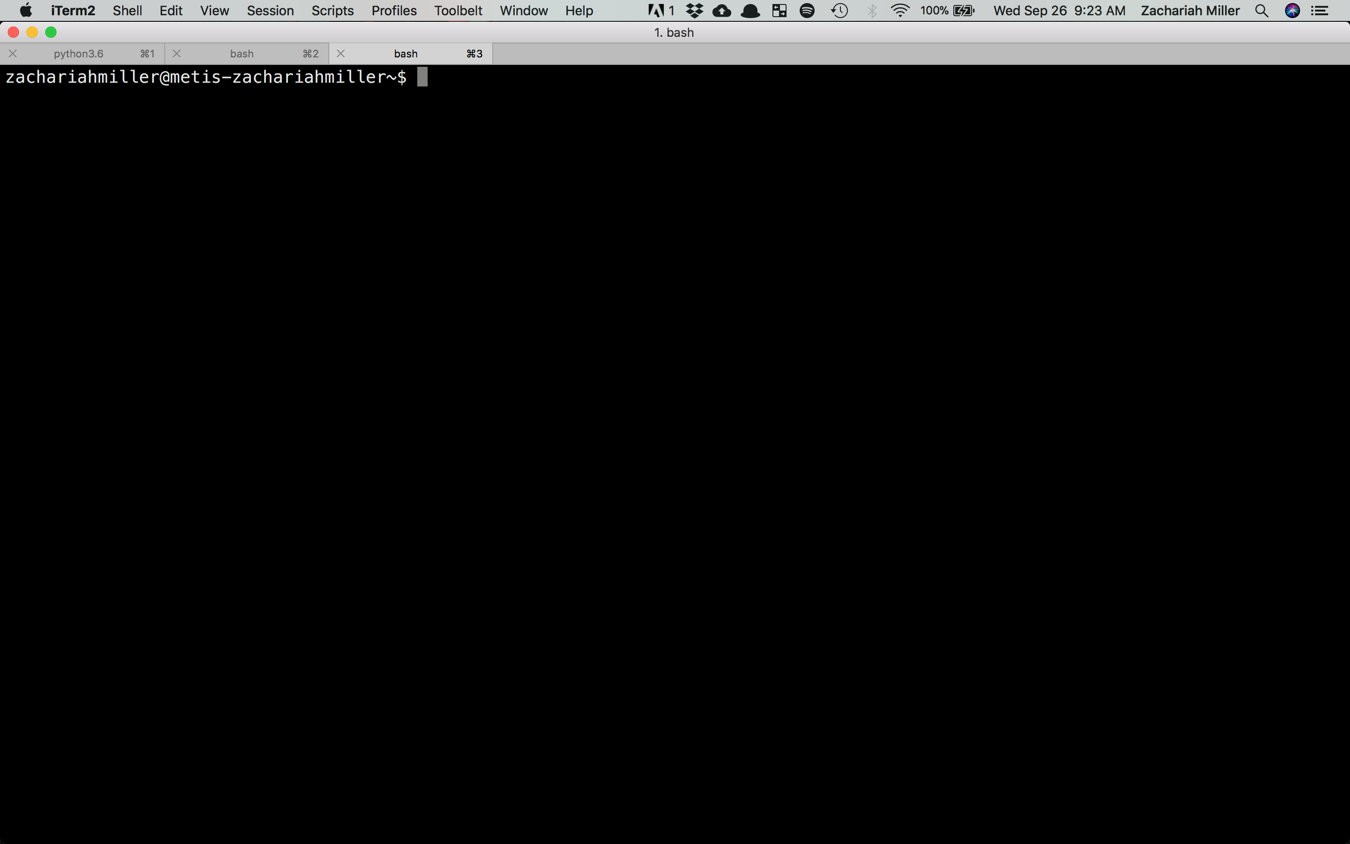 iTerm2 Shell Edit View Session Scripts Profiles Toolbelt Window Help 1 100% Wed Sep 26 9:23 AM Zachariah Miller
1. bash
python3.6 ⌘1 bash ⌘2 bash ⌘3
zachariahmiller@metis-zachariahmiller~$